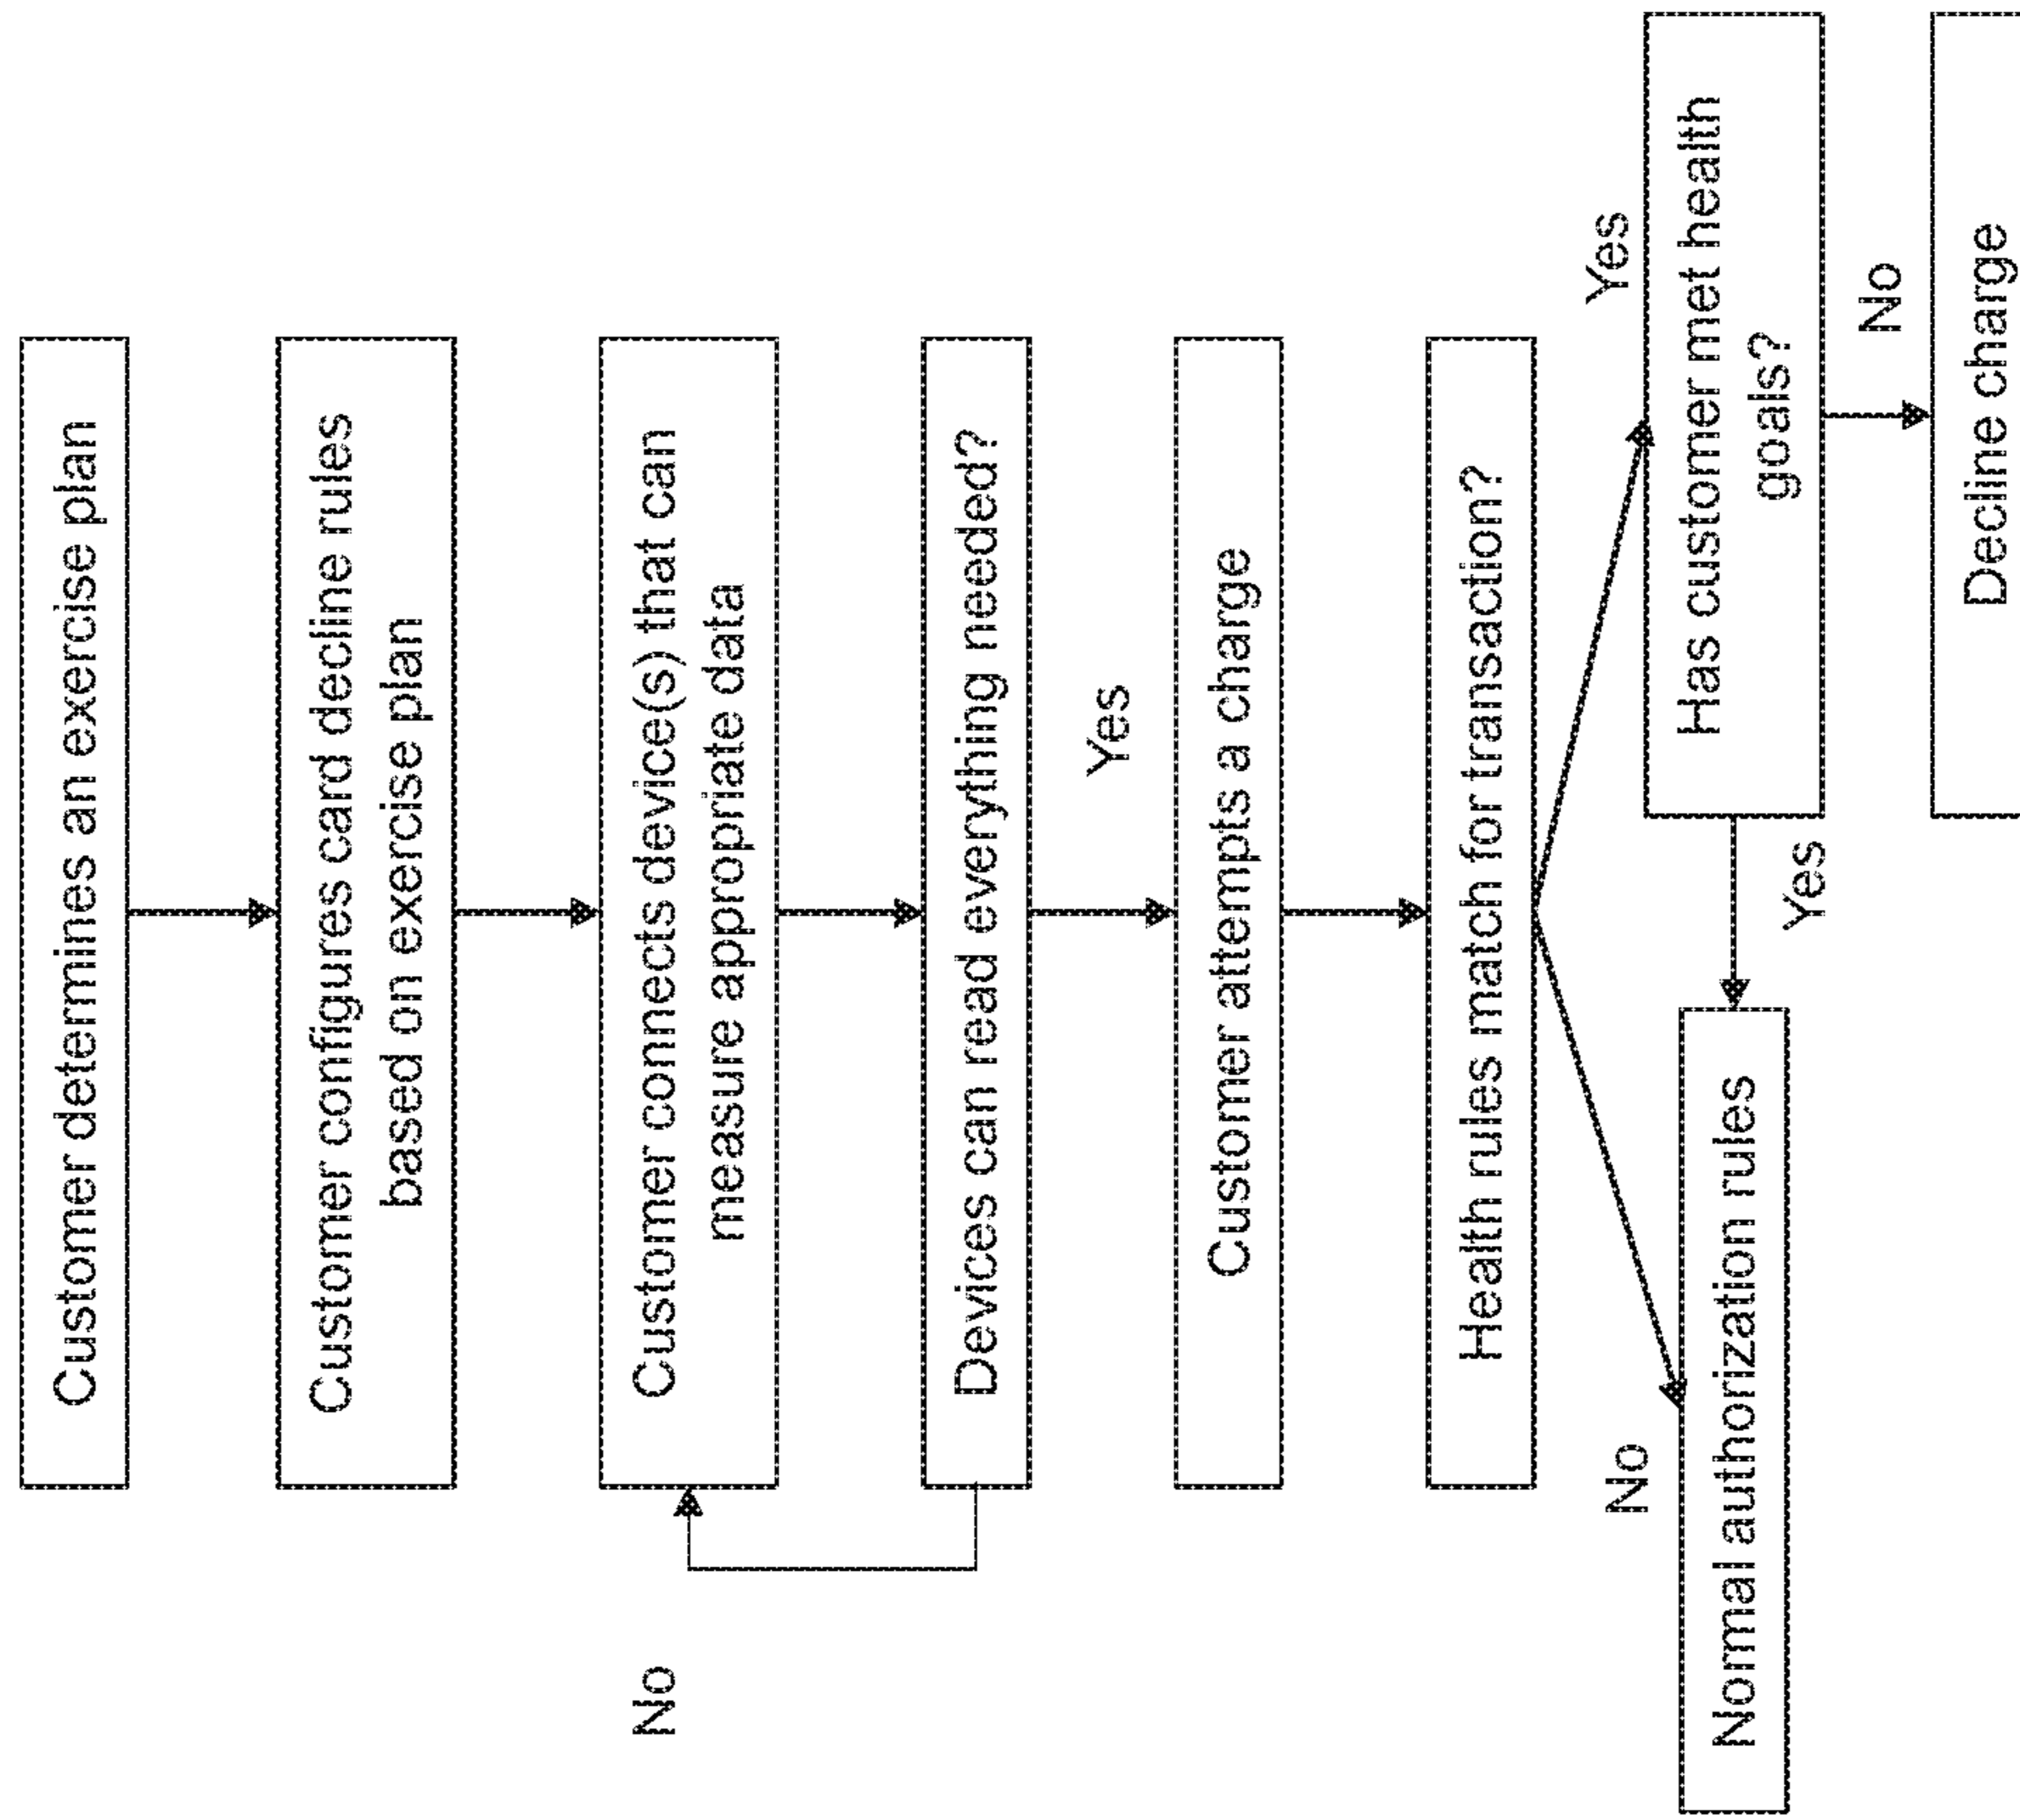 Customer determines an exercise plan
Customer configures card decline rules
based on exercise plan
Customer connects device(s) that can
measure appropriate data
No
Devices can read everything needed?
Yes
Customer attempts a charge
Health rules match for transaction?
No
Yes
Normal authorization rules
Yes
Has customer met health
goals?
No
Decline charge